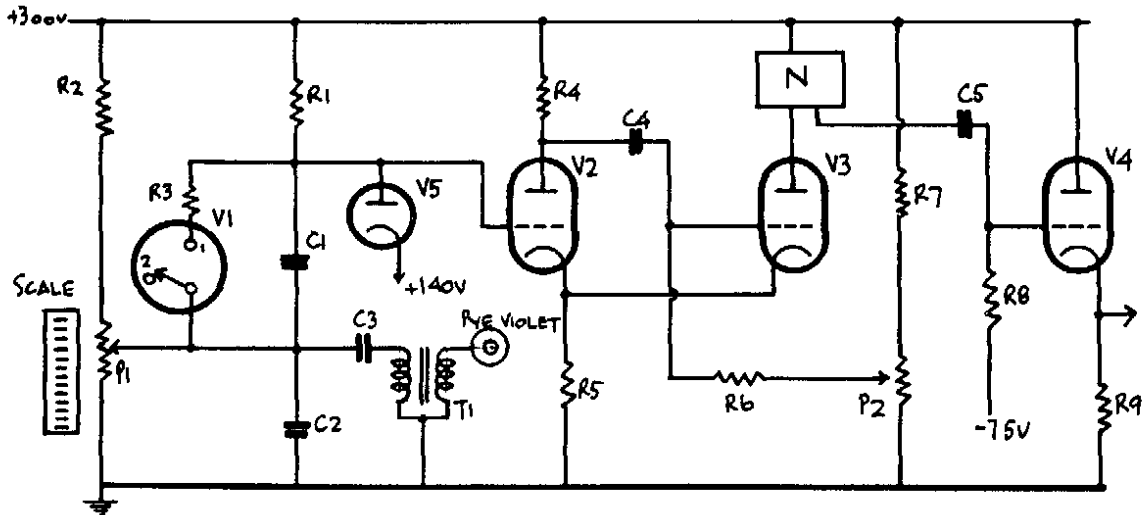 +300V
R2
R1
R4
N
C5
C4
V2
V3
V4
R3
V5
V1
1
2
C1
R7
+140V
R8
SCALE
C3
PYE VIOLET
P1
R5
R6
P2
R9
T1
C2
-75V